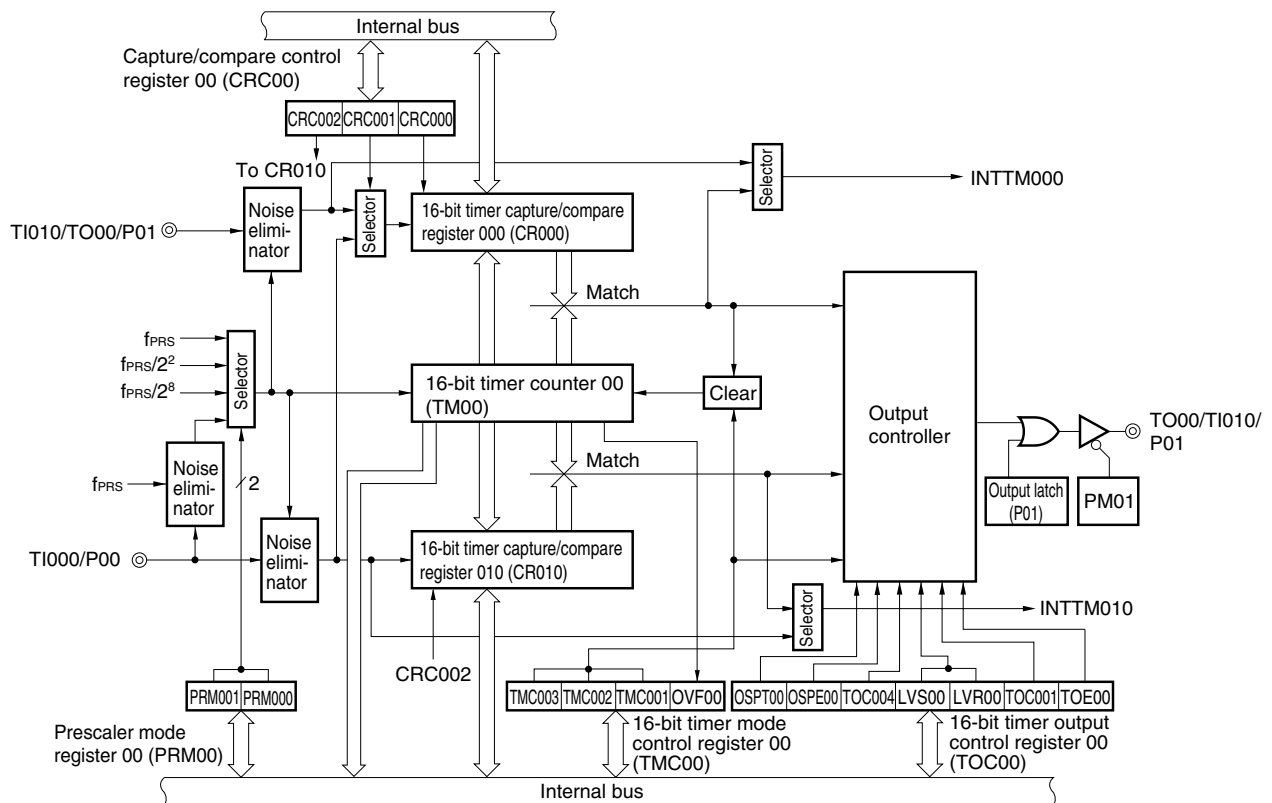 Internal bus
Capture/compare control
register 00 (CRC00)
CRC002 CRC001 CRC000
To CR010
Selector
INTTM000
Noise
elimi-
nator
Selector
16-bit timer capture/compare
register 000 (CR000)
TI010/TO00/P01
Match
fPRS
fPRS/2²
fPRS/2⁸
Selector
16-bit timer counter 00
(TM00)
Clear
Output
controller
TO00/TI010/
P01
Noise
elimi-
nator
fPRS
2
Match
Output latch
(P01)
PM01
TI000/P00
Noise
elimi-
nator
16-bit timer capture/compare
register 010 (CR010)
Selector
INTTM010
CRC002
PRM001 PRM000
TMC003 TMC002 TMC001 OVF00
OSPT00 OSPE00 TOC004 LVS00 LVR00 TOC001 TOE00
Prescaler mode
register 00 (PRM00)
16-bit timer mode
control register 00
(TMC00)
16-bit timer output
control register 00
(TOC00)
Internal bus